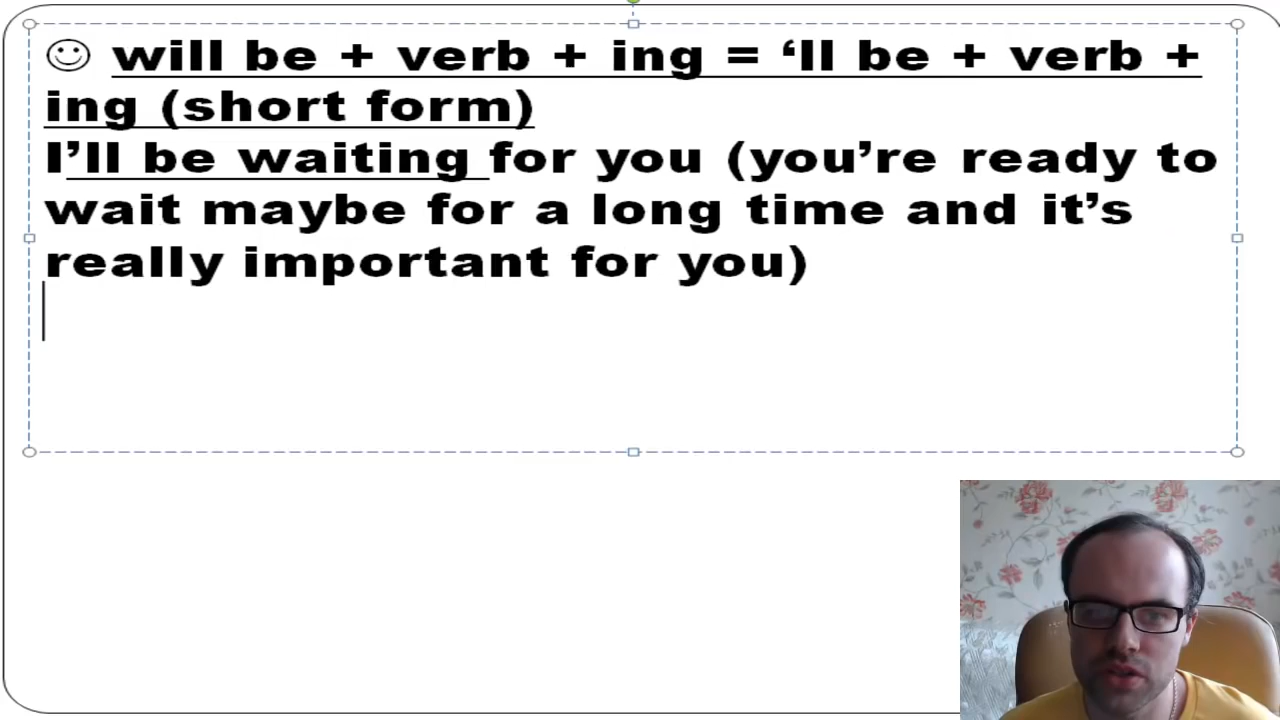 ☺ will be + verb + ing = ‘ll be + verb +
ing (short form)
I’ll be waiting for you (you’re ready to
wait maybe for a long time and it’s
really important for you)